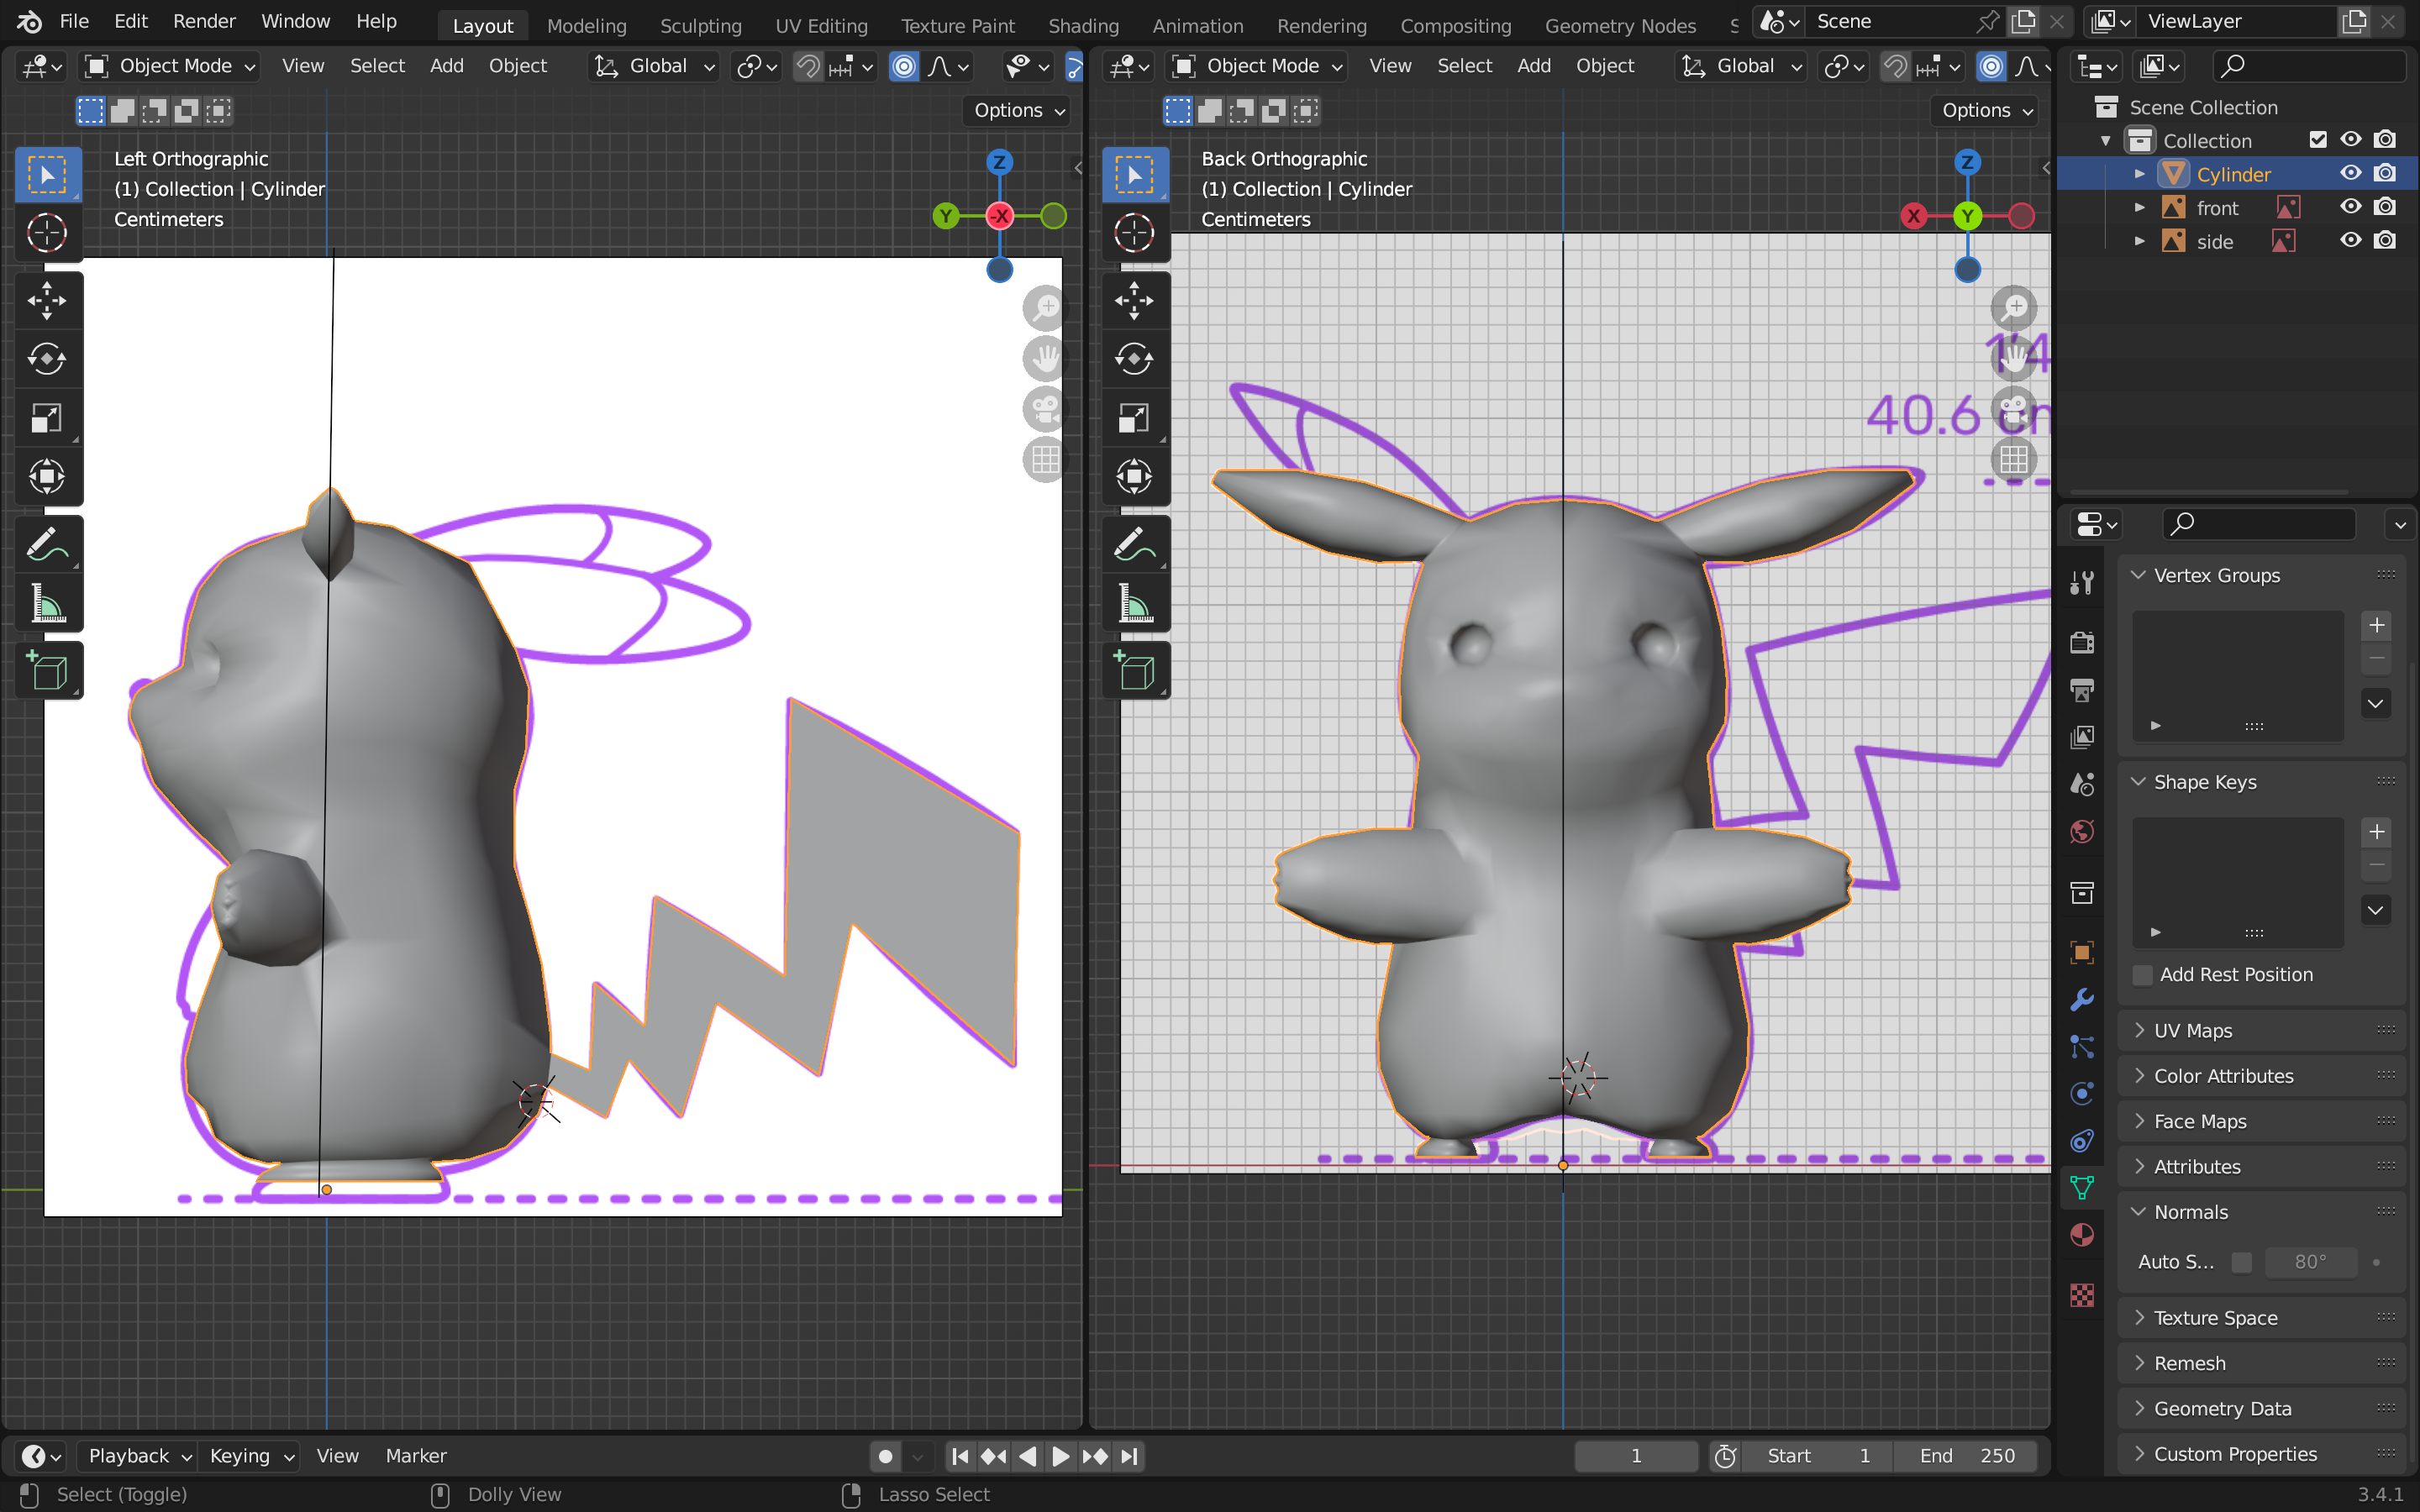 File Edit Render Window Help Layout Modeling Sculpting UV Editing Texture Paint Shading Animation Rendering Compositing Geometry Nodes Scene ViewLayer
Object Mode View Select Add Object Global
Options
Left Orthographic
(1) Collection | Cylinder
Centimeters
Z
Y -X
Object Mode View Select Add Object Global
Options
Back Orthographic
(1) Collection | Cylinder
Centimeters
Z
X Y
14
40.6 cm
Scene Collection
Collection
Cylinder
front
side
Vertex Groups
Shape Keys
Add Rest Position
UV Maps
Color Attributes
Face Maps
Attributes
Normals
Auto S... 80°
Texture Space
Remesh
Geometry Data
Custom Properties
Playback Keying View Marker 1 Start 1 End 250
Select (Toggle) Dolly View Lasso Select 3.4.1